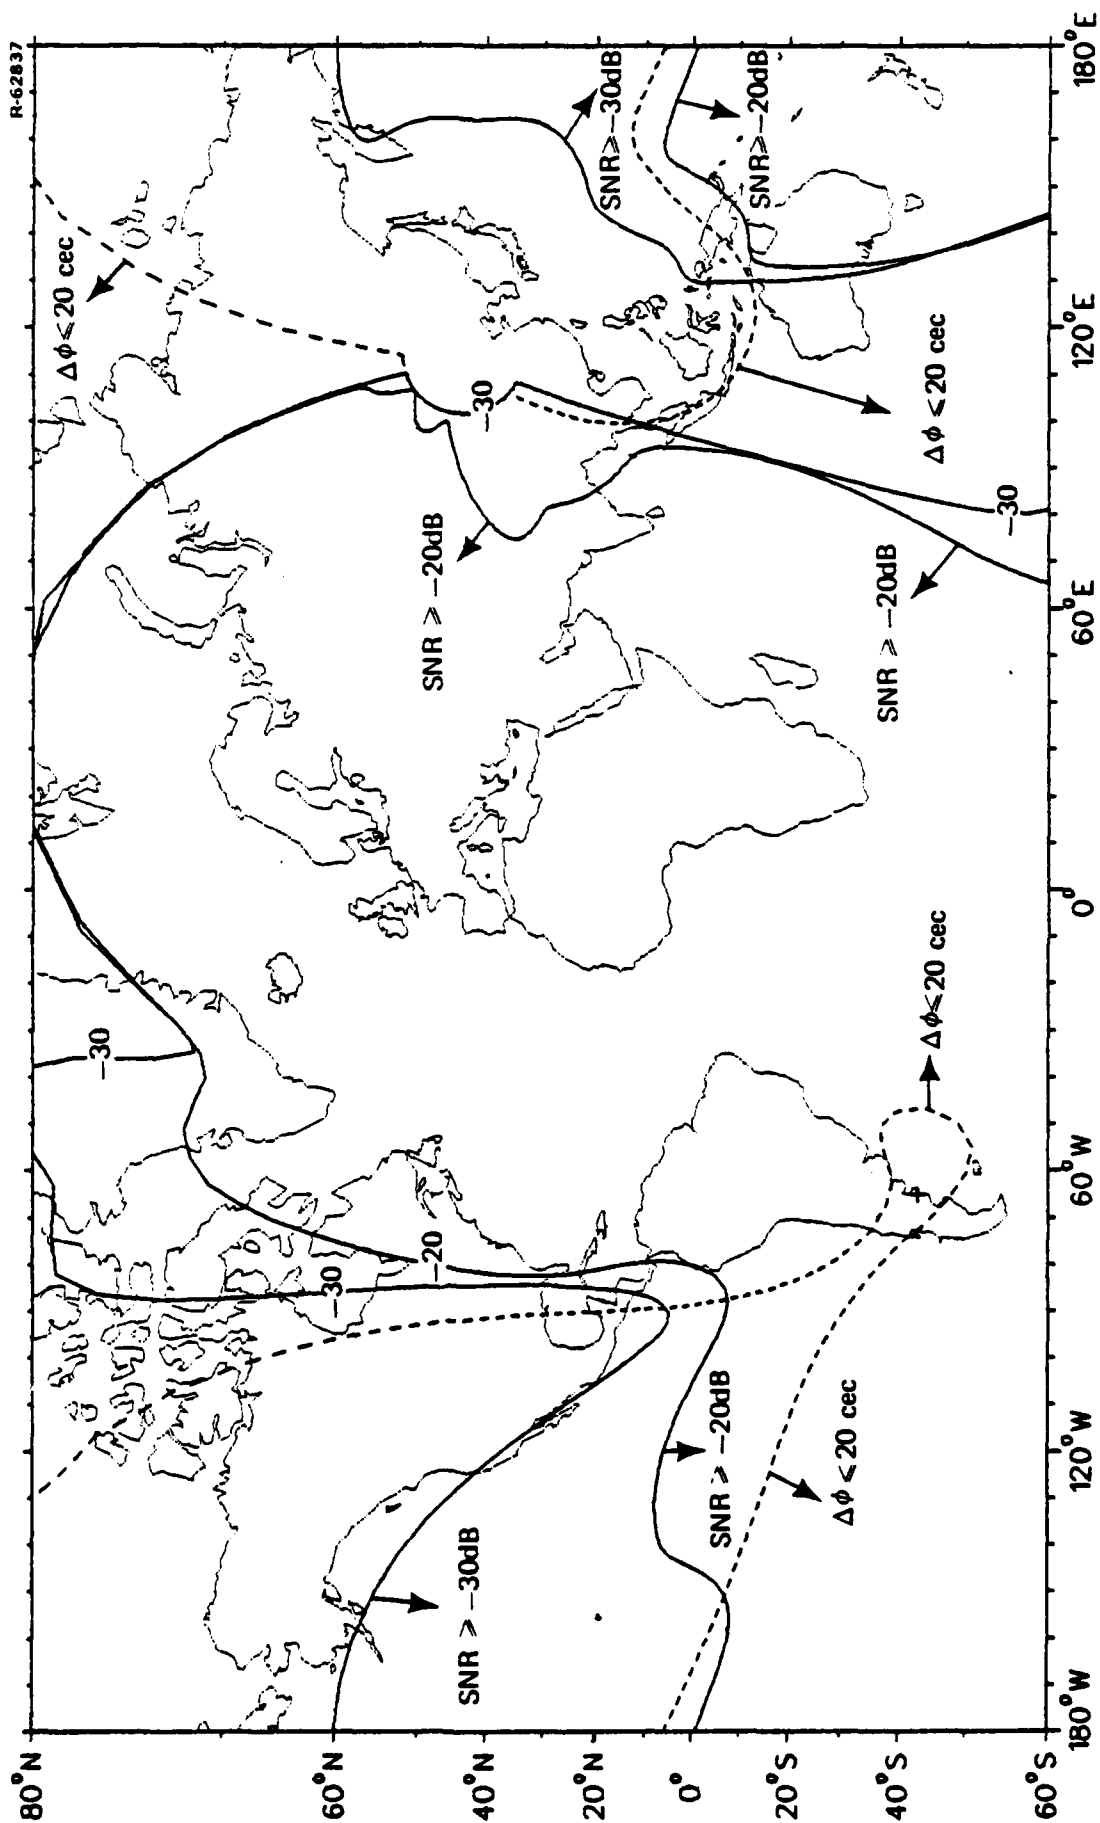 R-62837
80°N
60°N
40°N
20°N
0°
20°S
40°S
60°S
180°W
120°W
60°W
0°
60°E
120°E
180°E
Δϕ ≤ 20 cec
SNR ≥ -30dB
SNR ≥ -20dB
-30
SNR ≥ -20dB
Δϕ ≤ 20 cec
-30
SNR ≥ -20dB
-30
-20
-30
Δϕ ≤ 20 cec
SNR ≥ -30dB
SNR ≥ -20dB
Δϕ ≤ 20 cec